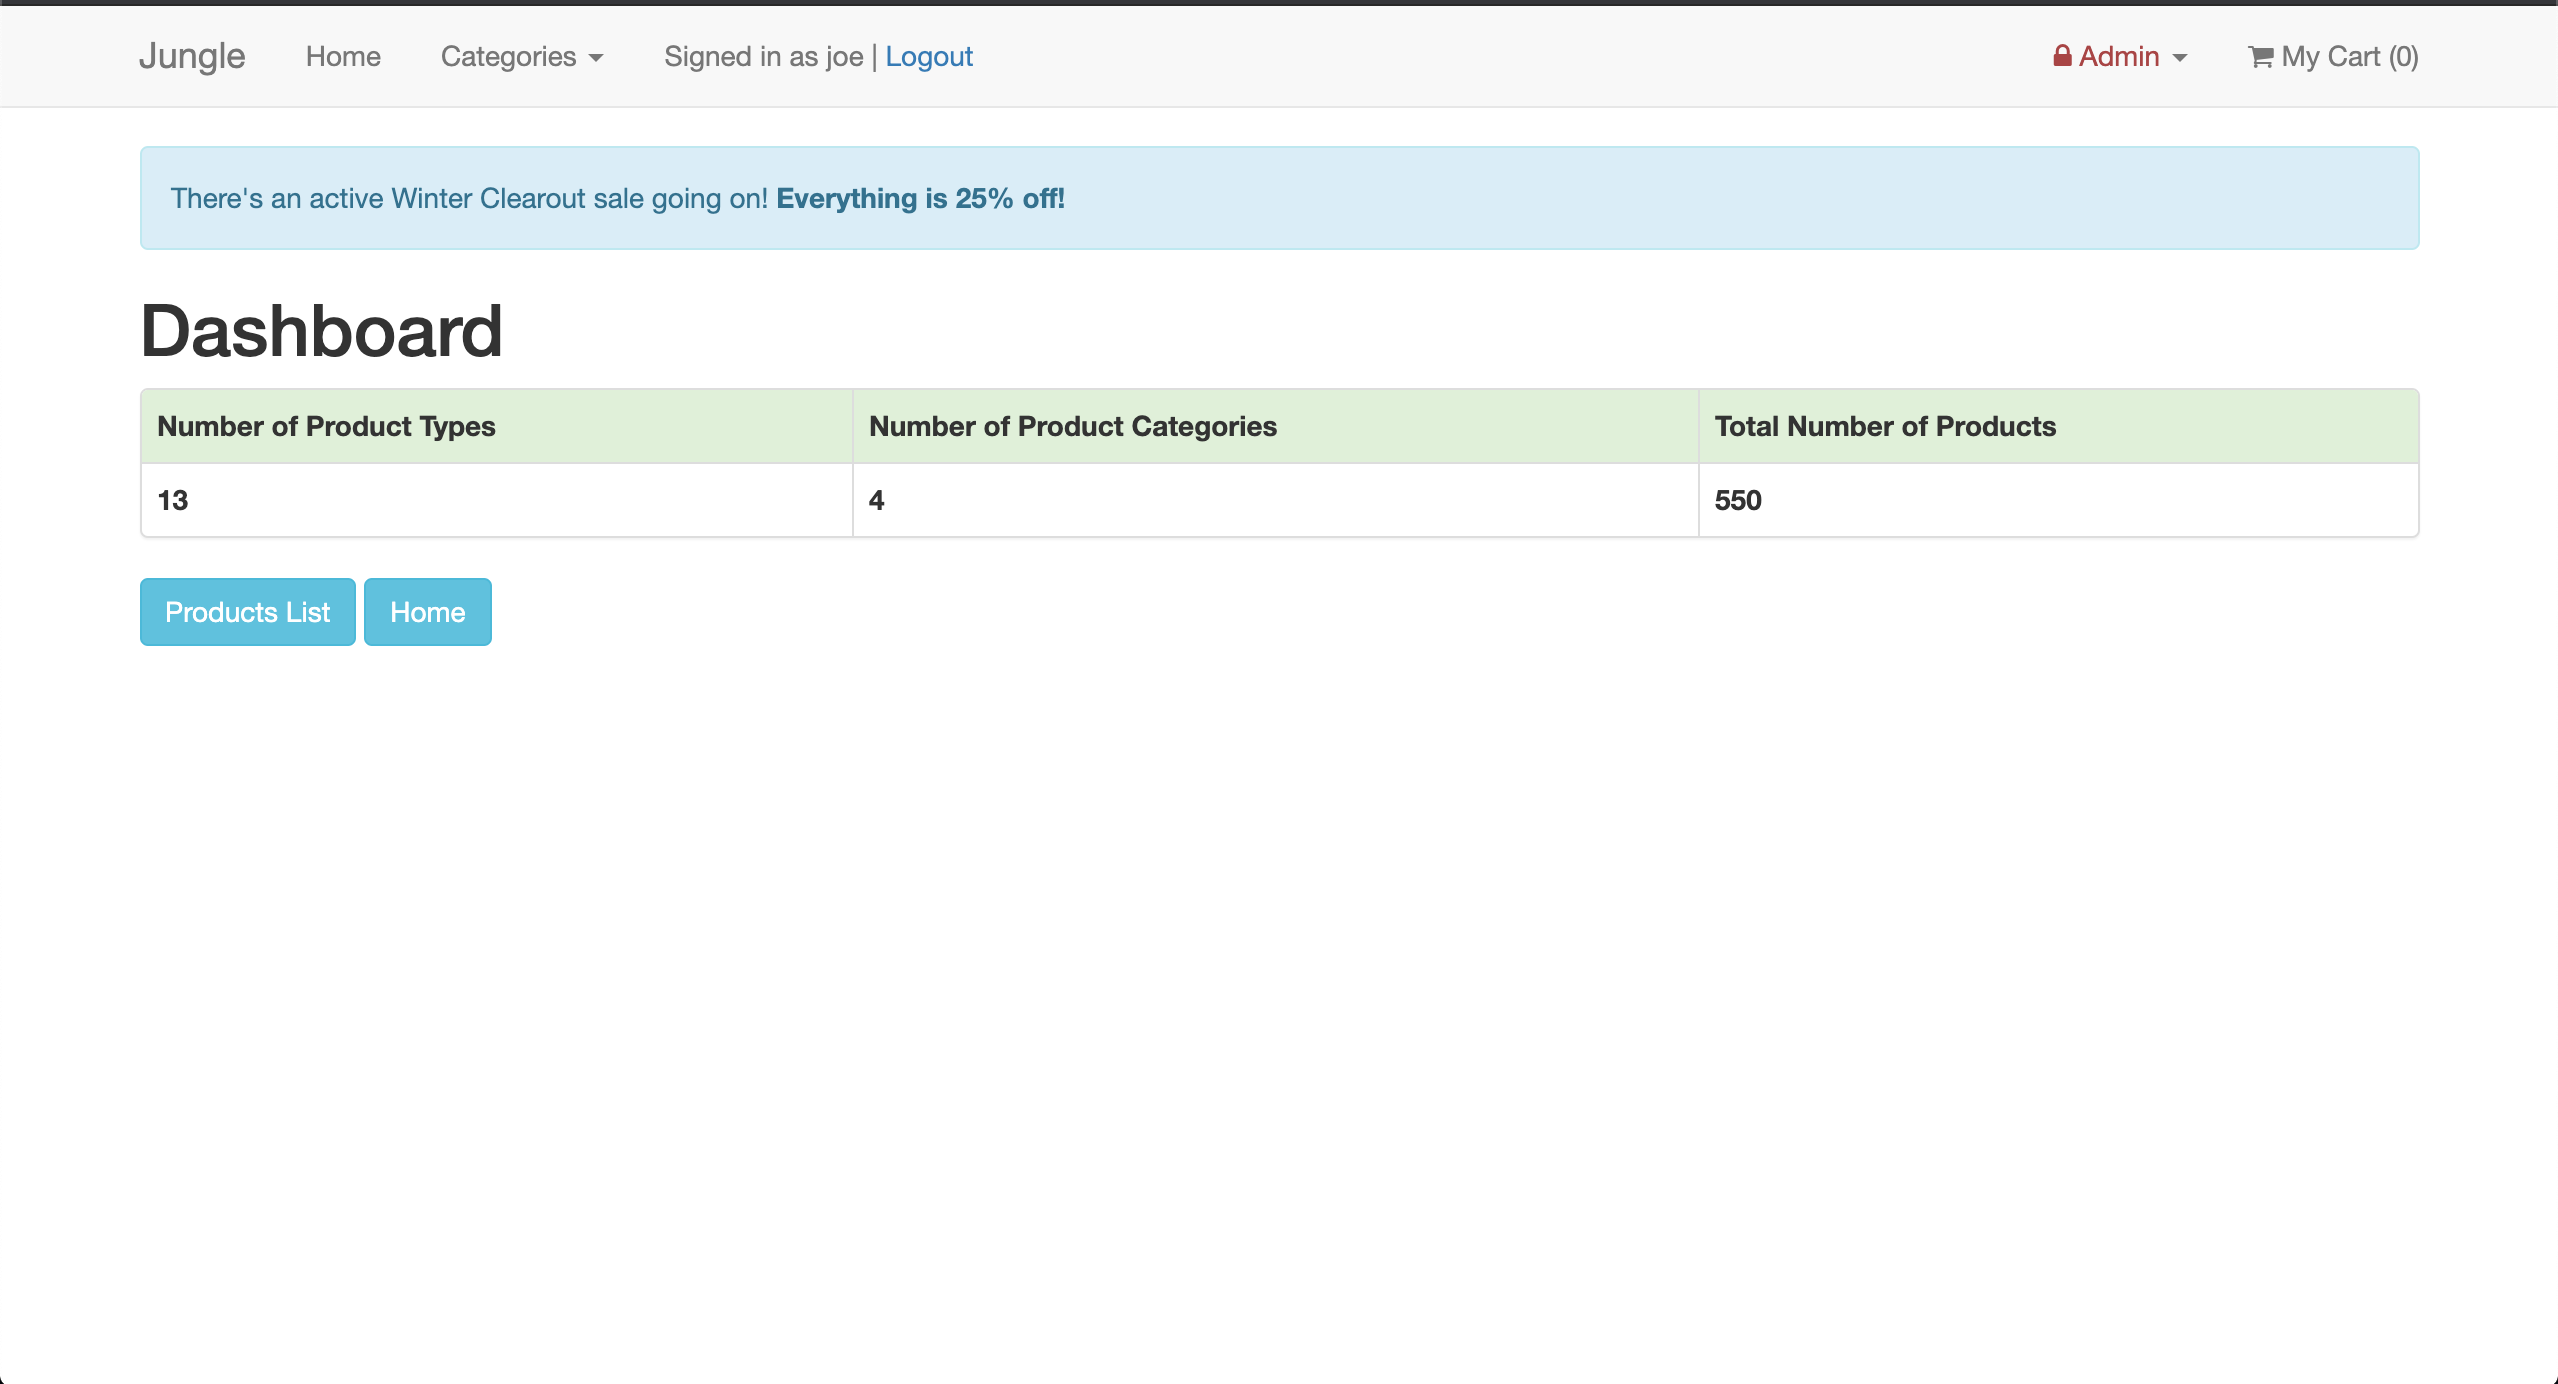 Jungle Home Categories Signed in as joe | Logout Admin My Cart (0)
There's an active Winter Clearout sale going on! Everything is 25% off!
Dashboard
Number of Product Types Number of Product Categories Total Number of Products
13 4 550
Products List Home